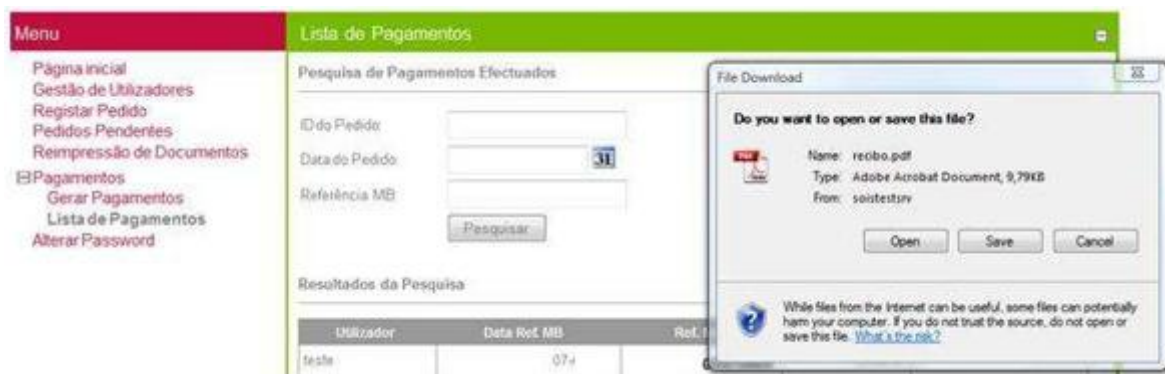 Menu
Página inicial
Gestão de Utilizadores
Registar Pedido
Pedidos Pendentes
Reimpressão de Documentos
Pagamentos
Gerar Pagamentos
Lista de Pagamentos
Alterar Password
Lista de Pagamentos
Pesquisa de Pagamentos Efectuados
ID do Pedido:
Data do Pedido:
31
Referência MB:
Pesquisar
Resultados da Pesquisa
Utilizador Data Ref. MB Ref.
teste 07-
File Download
Do you want to open or save this file?
Name: recibo.pdf
Type: Adobe Acrobat Document, 9,79KB
From: soistestsrv
Open Save Cancel
While files from the Internet can be useful, some files can potentially
harm your computer. If you do not trust the source, do not open or
save this file. What's the risk?